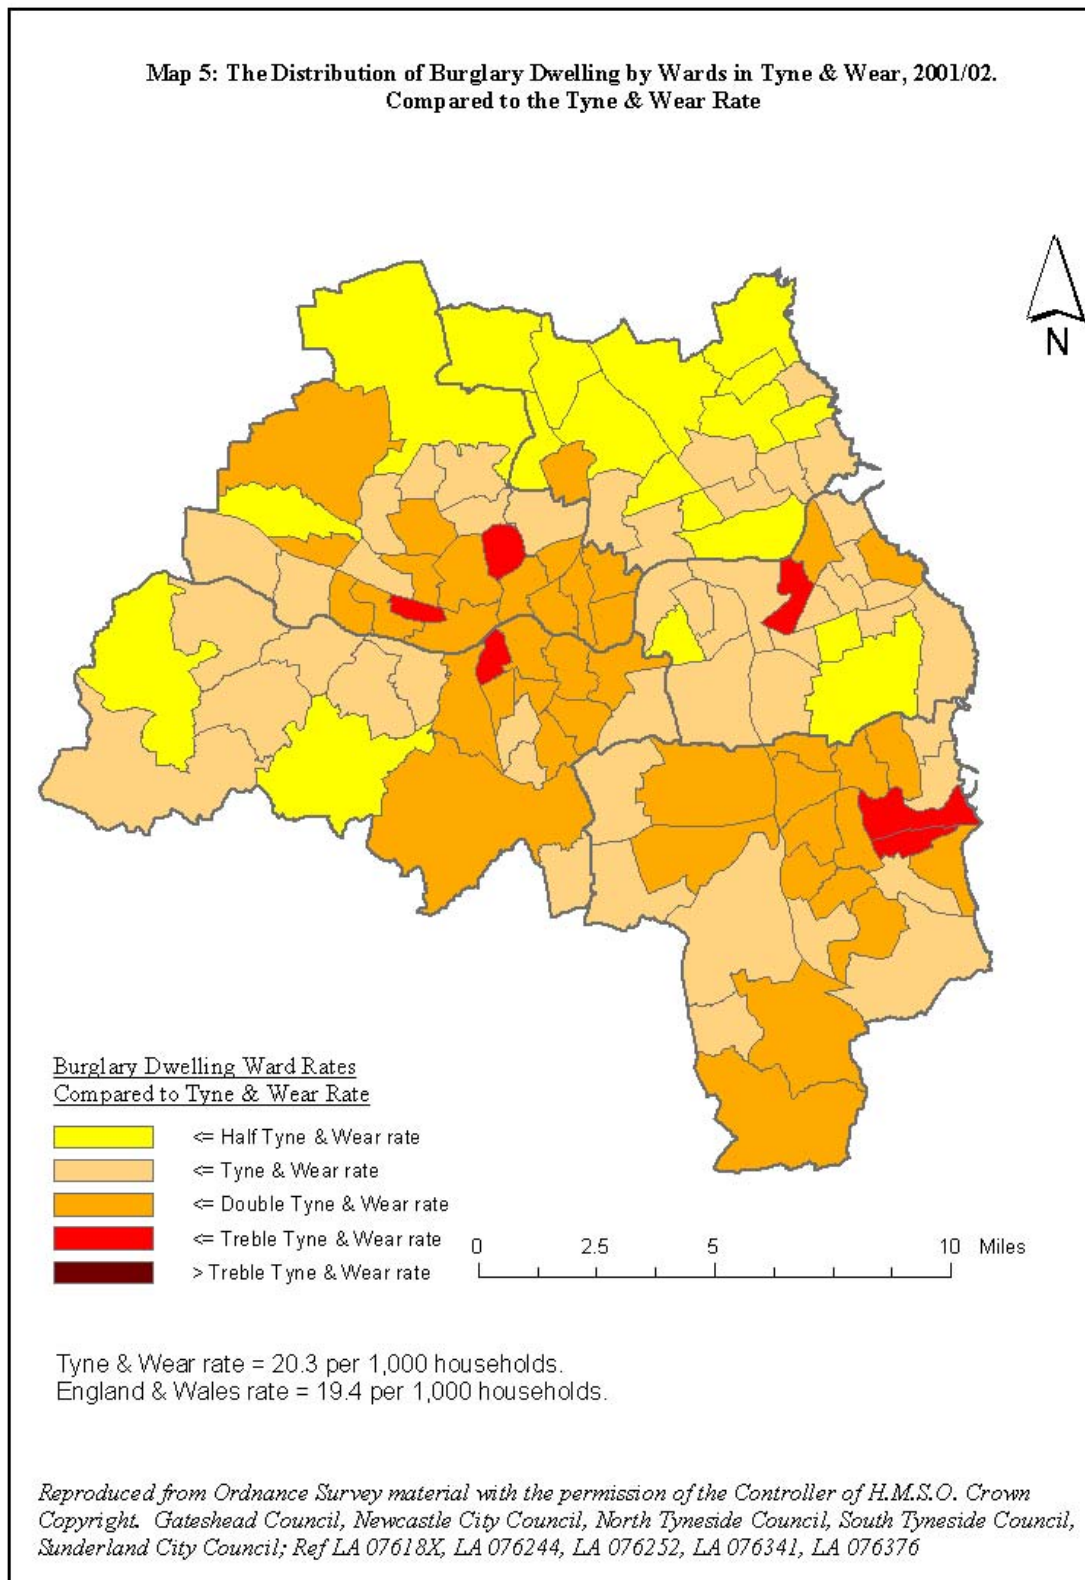 Map 5: The Distribution of Burglary Dwelling by Wards in Tyne & Wear, 2001/02.
Compared to the Tyne & Wear Rate
N
Burglary Dwelling Ward Rates
Compared to Tyne & Wear Rate
<= Half Tyne & Wear rate
<= Tyne & Wear rate
<= Double Tyne & Wear rate
<= Treble Tyne & Wear rate
> Treble Tyne & Wear rate
0 2.5 5 10 Miles
Tyne & Wear rate = 20.3 per 1,000 households.
England & Wales rate = 19.4 per 1,000 households.
Reproduced from Ordnance Survey material with the permission of the Controller of H.M.S.O. Crown
Copyright. Gateshead Council, Newcastle City Council, North Tyneside Council, South Tyneside Council,
Sunderland City Council; Ref LA 07618X, LA 076244, LA 076252, LA 076341, LA 076376